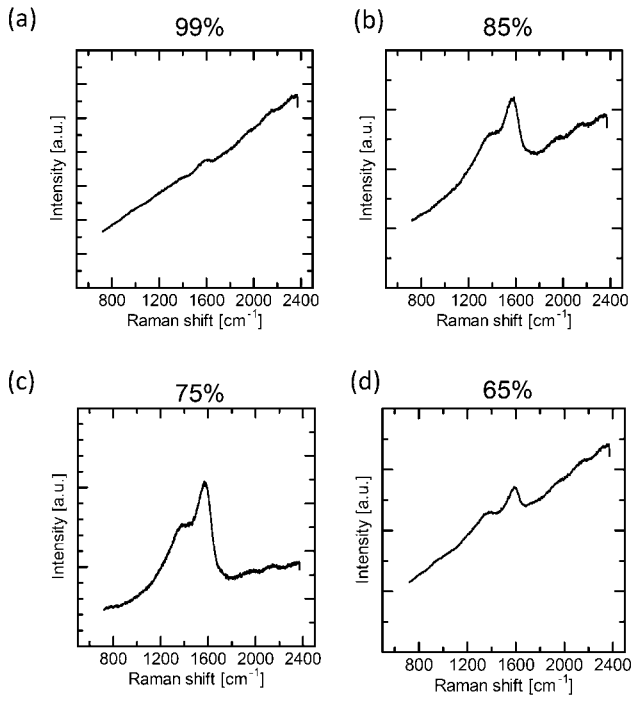 (a)
99%
Intensity [a.u.]
800 1200 1600 2000 2400
Raman shift [cm⁻¹]
(b)
85%
Intensity [a.u.]
800 1200 1600 2000 2400
Raman shift [cm⁻¹]
(c)
75%
Intensity [a.u.]
800 1200 1600 2000 2400
Raman shift [cm⁻¹]
(d)
65%
Intensity [a.u.]
800 1200 1600 2000 2400
Raman shift [cm⁻¹]